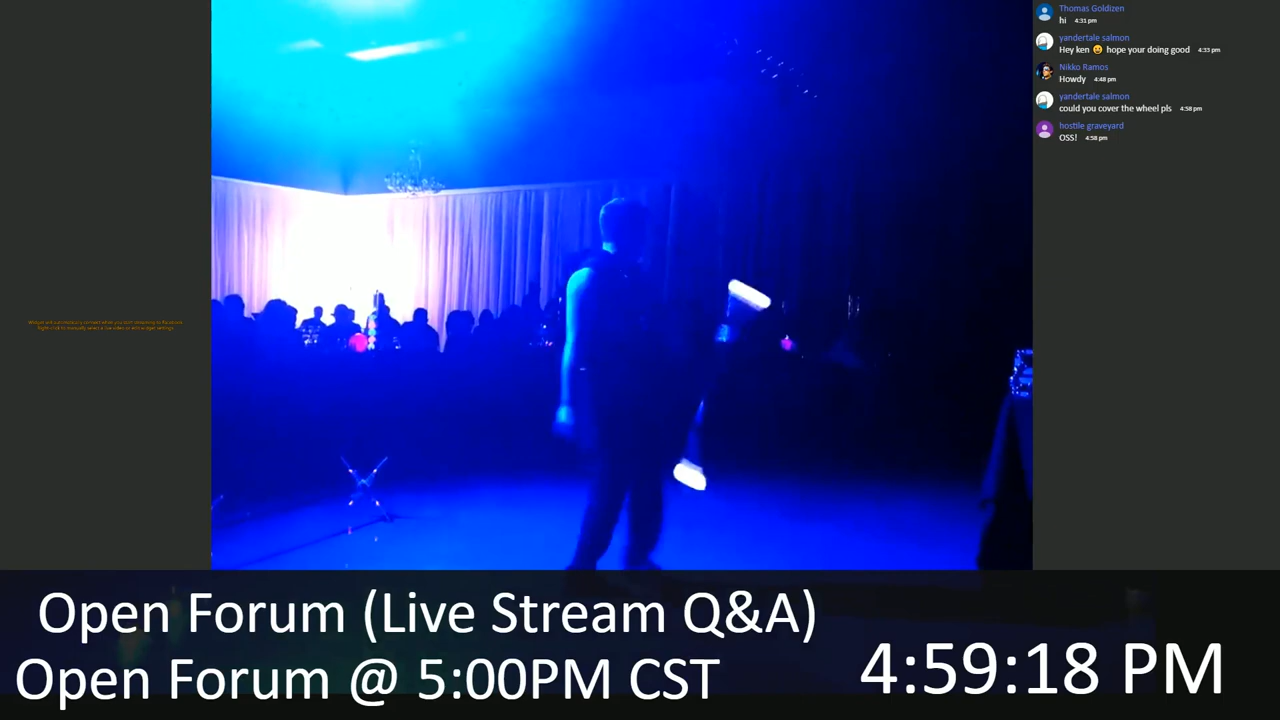 Thomas Goldizen
hi 4:31 pm
yandertale salmon
Hey ken 😀 hope your doing good 4:33 pm
Nikko Ramos
Howdy 4:48 pm
yandertale salmon
could you cover the wheel pls 4:58 pm
hostile graveyard
OSS! 4:58 pm
Open Forum (Live Stream Q&A)
Open Forum @ 5:00PM CST
4:59:18 PM